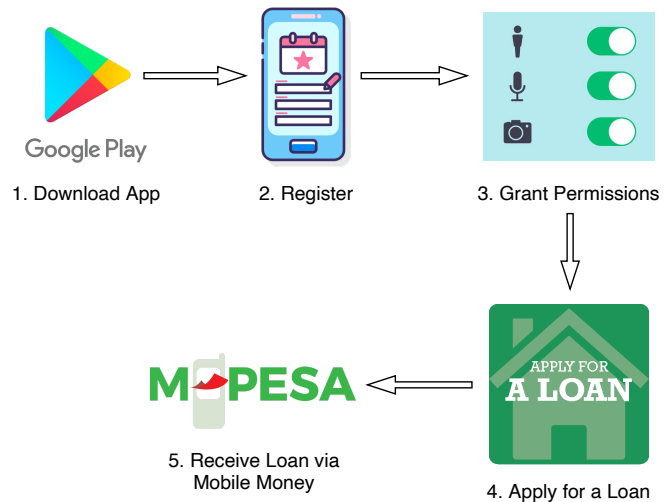 Google Play
1. Download App
2. Register
3. Grant Permissions
APPLY FOR
A LOAN
4. Apply for a Loan
M PESA
5. Receive Loan via
Mobile Money